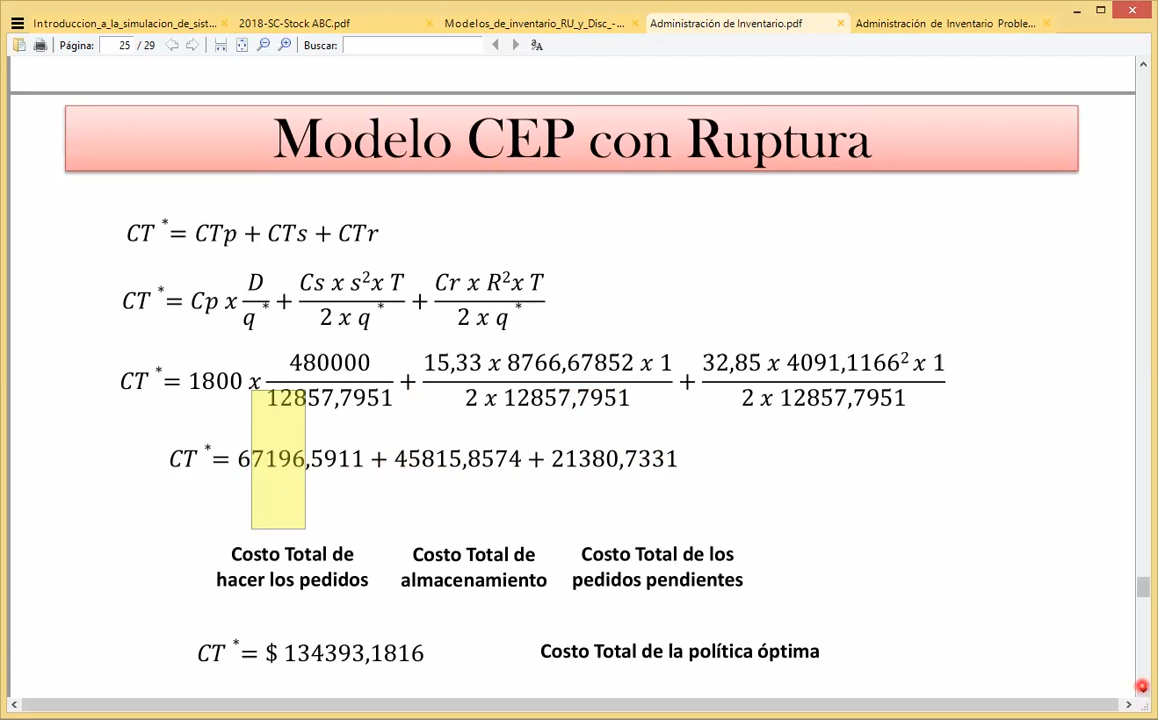 Introduccion_a_la_simulacion_de_sist...
2018-SC-Stock ABC.pdf
Modelos_de_inventario_RU_y_Disc_-...
Administración de Inventario.pdf
Administración de Inventario Proble...
Página: 25 / 29
Buscar:
Modelo CEP con Ruptura
CT * = CTp + CTs + CTr
CT * = Cp x D / q * + Cs x s² x T / 2 x q * + Cr x R² x T / 2 x q *
CT * = 1800 x 480000 / 12857,7951 + 15,33 x 8766,67852 x 1 / 2 x 12857,7951 + 32,85 x 4091,1166² x 1 / 2 x 12857,7951
CT * = 67196,5911 + 45815,8574 + 21380,7331
Costo Total de
hacer los pedidos
Costo Total de
almacenamiento
Costo Total de los
pedidos pendientes
CT * = $ 134393,1816
Costo Total de la política óptima